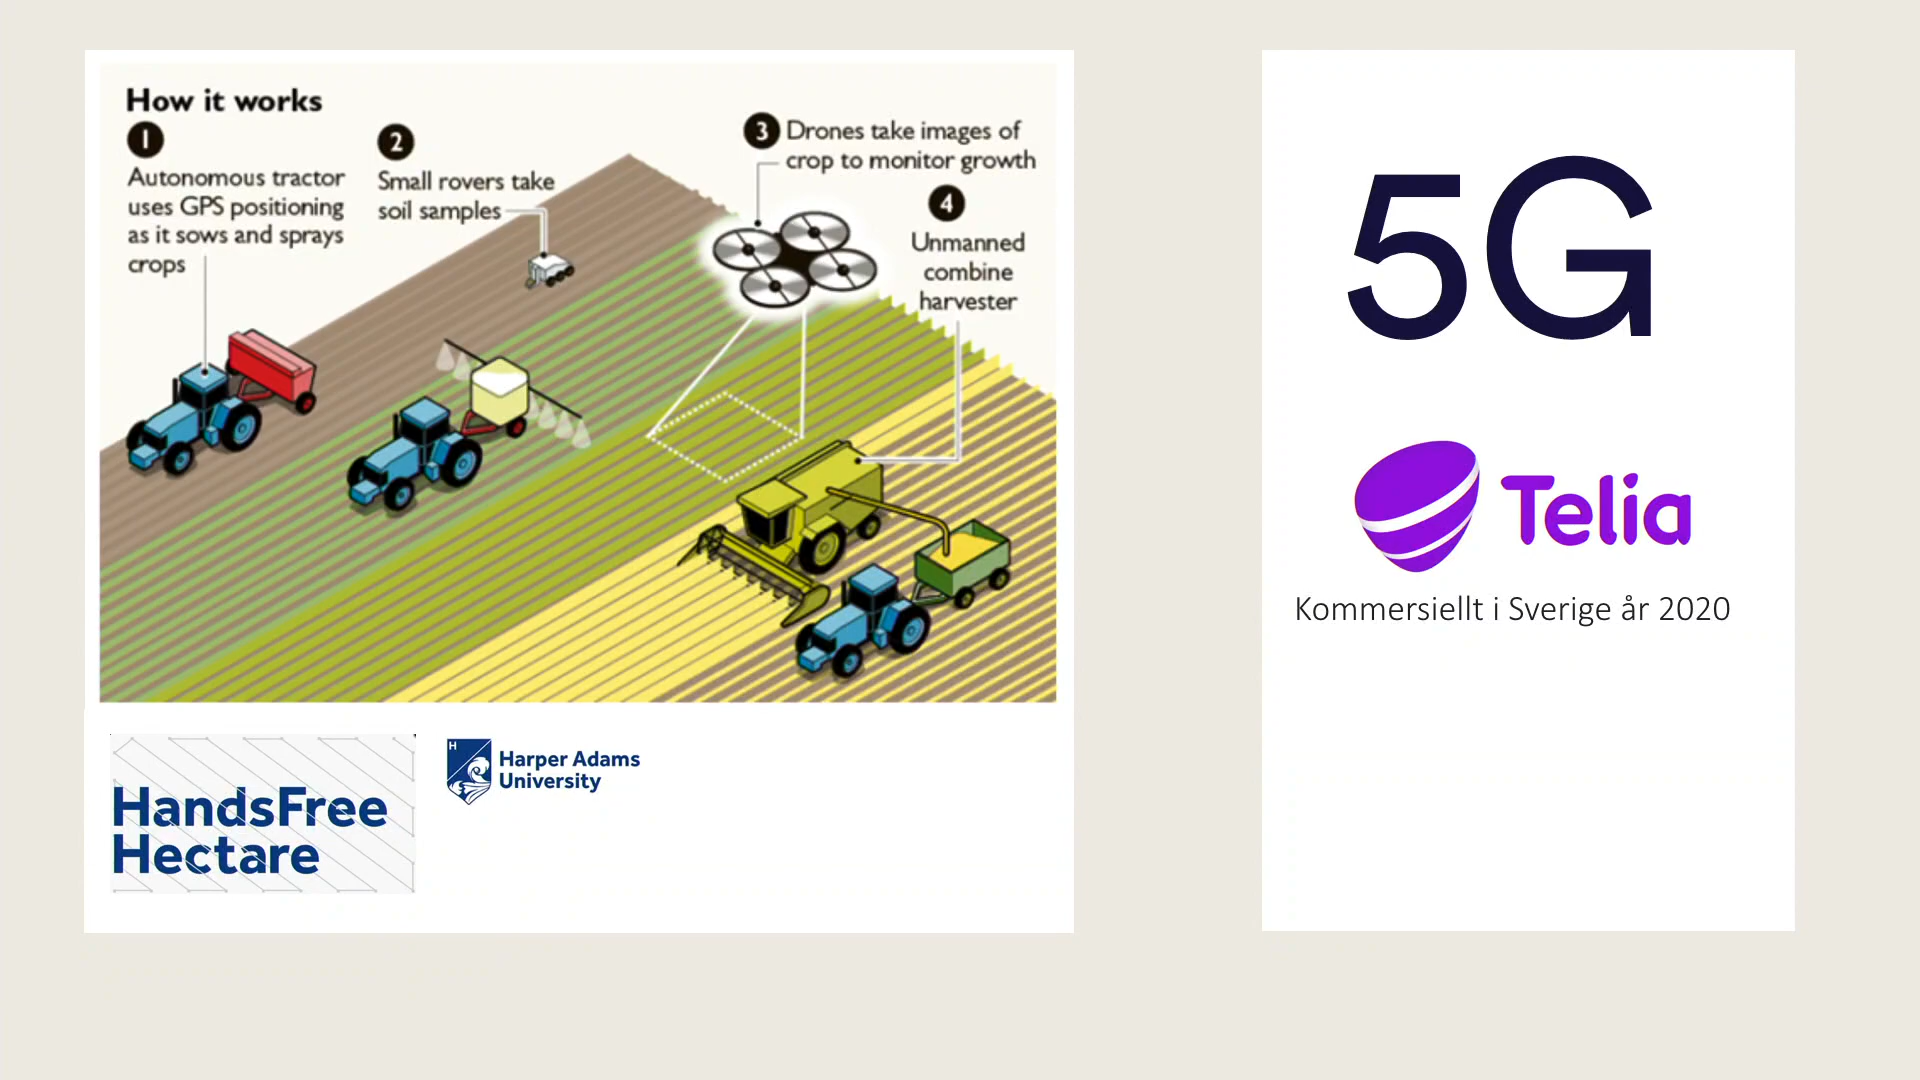 How it works
1
Autonomous tractor
uses GPS positioning
as it sows and sprays
crops
2
Small rovers take
soil samples
3
Drones take images of
crop to monitor growth
4
Unmanned
combine
harvester
HandsFree
Hectare
H
Harper Adams
University
5G
Telia
Kommersiellt i Sverige år 2020